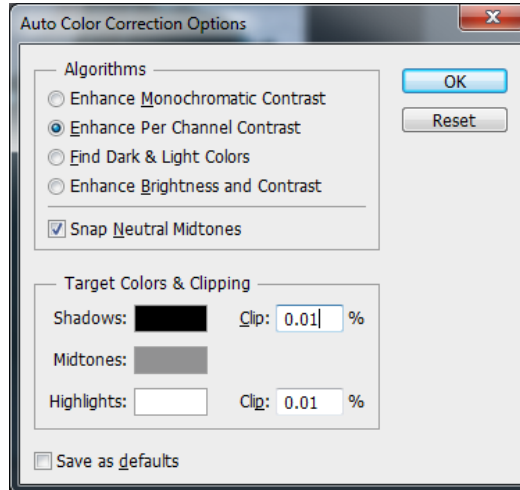 Auto Color Correction Options
x
Algorithms
Enhance Monochromatic Contrast
Enhance Per Channel Contrast
Find Dark & Light Colors
Enhance Brightness and Contrast
Snap Neutral Midtones
OK
Reset
Target Colors & Clipping
Shadows: Clip: 0.01 %
Midtones:
Highlights: Clip: 0.01 %
Save as defaults